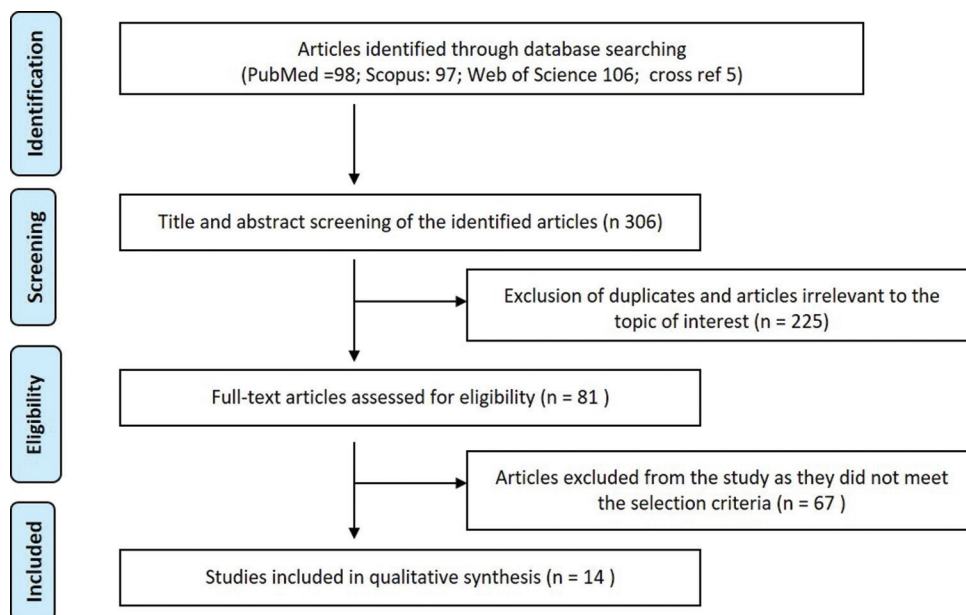 Identification
Articles identified through database searching
(PubMed =98; Scopus: 97; Web of Science 106; cross ref 5)
Screening
Title and abstract screening of the identified articles (n 306)
Exclusion of duplicates and articles irrelevant to the
topic of interest (n = 225)
Eligibility
Full-text articles assessed for eligibility (n = 81 )
Articles excluded from the study as they did not meet
the selection criteria (n = 67 )
Included
Studies included in qualitative synthesis (n = 14 )